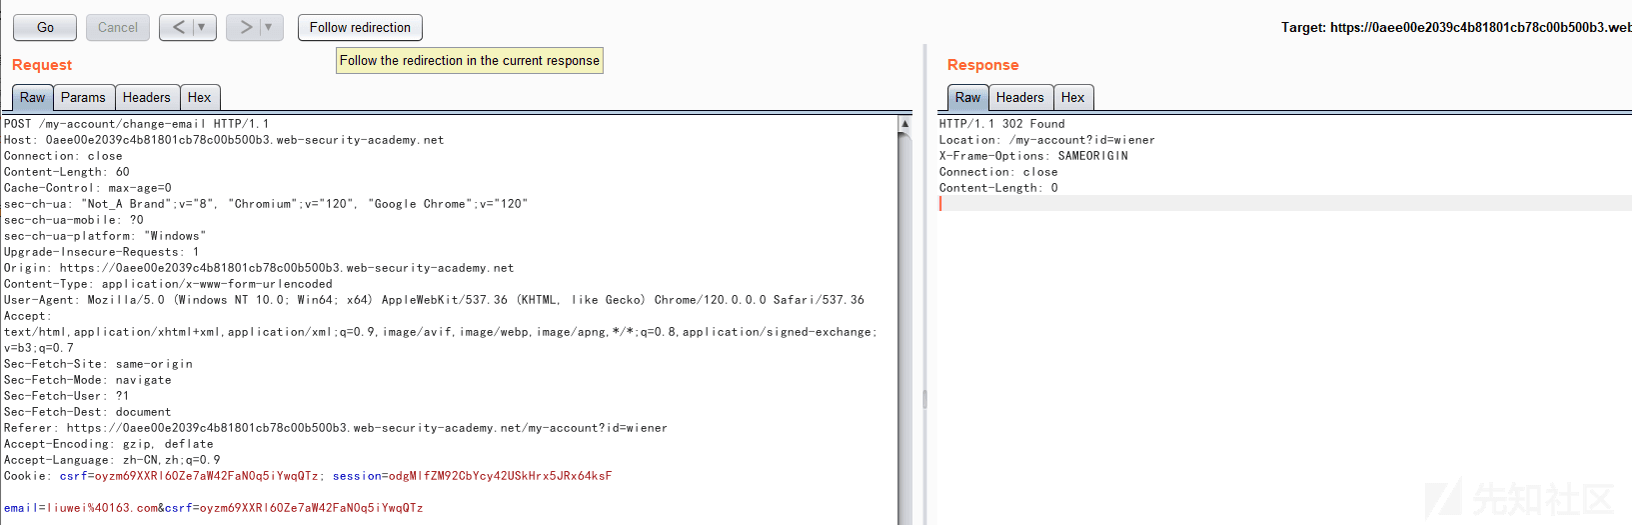 Go Cancel < ▼ > ▼ Follow redirection Target: https://0aee00e2039c4b81801cb78c00b500b3.web
Follow the redirection in the current response
Request
Raw Params Headers Hex
POST /my-account/change-email HTTP/1.1
Host: 0aee00e2039c4b81801cb78c00b500b3.web-security-academy.net
Connection: close
Content-Length: 60
Cache-Control: max-age=0
sec-ch-ua: "Not_A Brand";v="8", "Chromium";v="120", "Google Chrome";v="120"
sec-ch-ua-mobile: ?0
sec-ch-ua-platform: "Windows"
Upgrade-Insecure-Requests: 1
Origin: https://0aee00e2039c4b81801cb78c00b500b3.web-security-academy.net
Content-Type: application/x-www-form-urlencoded
User-Agent: Mozilla/5.0 (Windows NT 10.0; Win64; x64) AppleWebKit/537.36 (KHTML, like Gecko) Chrome/120.0.0.0 Safari/537.36
Accept:
text/html,application/xhtml+xml,application/xml;q=0.9,image/avif,image/webp,image/apng,*/*;q=0.8,application/signed-exchange;
v=b3;q=0.7
Sec-Fetch-Site: same-origin
Sec-Fetch-Mode: navigate
Sec-Fetch-User: ?1
Sec-Fetch-Dest: document
Referer: https://0aee00e2039c4b81801cb78c00b500b3.web-security-academy.net/my-account?id=wiener
Accept-Encoding: gzip, deflate
Accept-Language: zh-CN,zh;q=0.9
Cookie: csrf=oyzm69XXRl60Ze7aW42FaN0q5iYwqQTz; session=odgMlfZM92CbYcy42USkHrx5JRx64ksF
email=liuwei%40163.com&csrf=oyzm69XXRl60Ze7aW42FaN0q5iYwqQTz
Response
Raw Headers Hex
HTTP/1.1 302 Found
Location: /my-account?id=wiener
X-Frame-Options: SAMEORIGIN
Connection: close
Content-Length: 0
先知社区